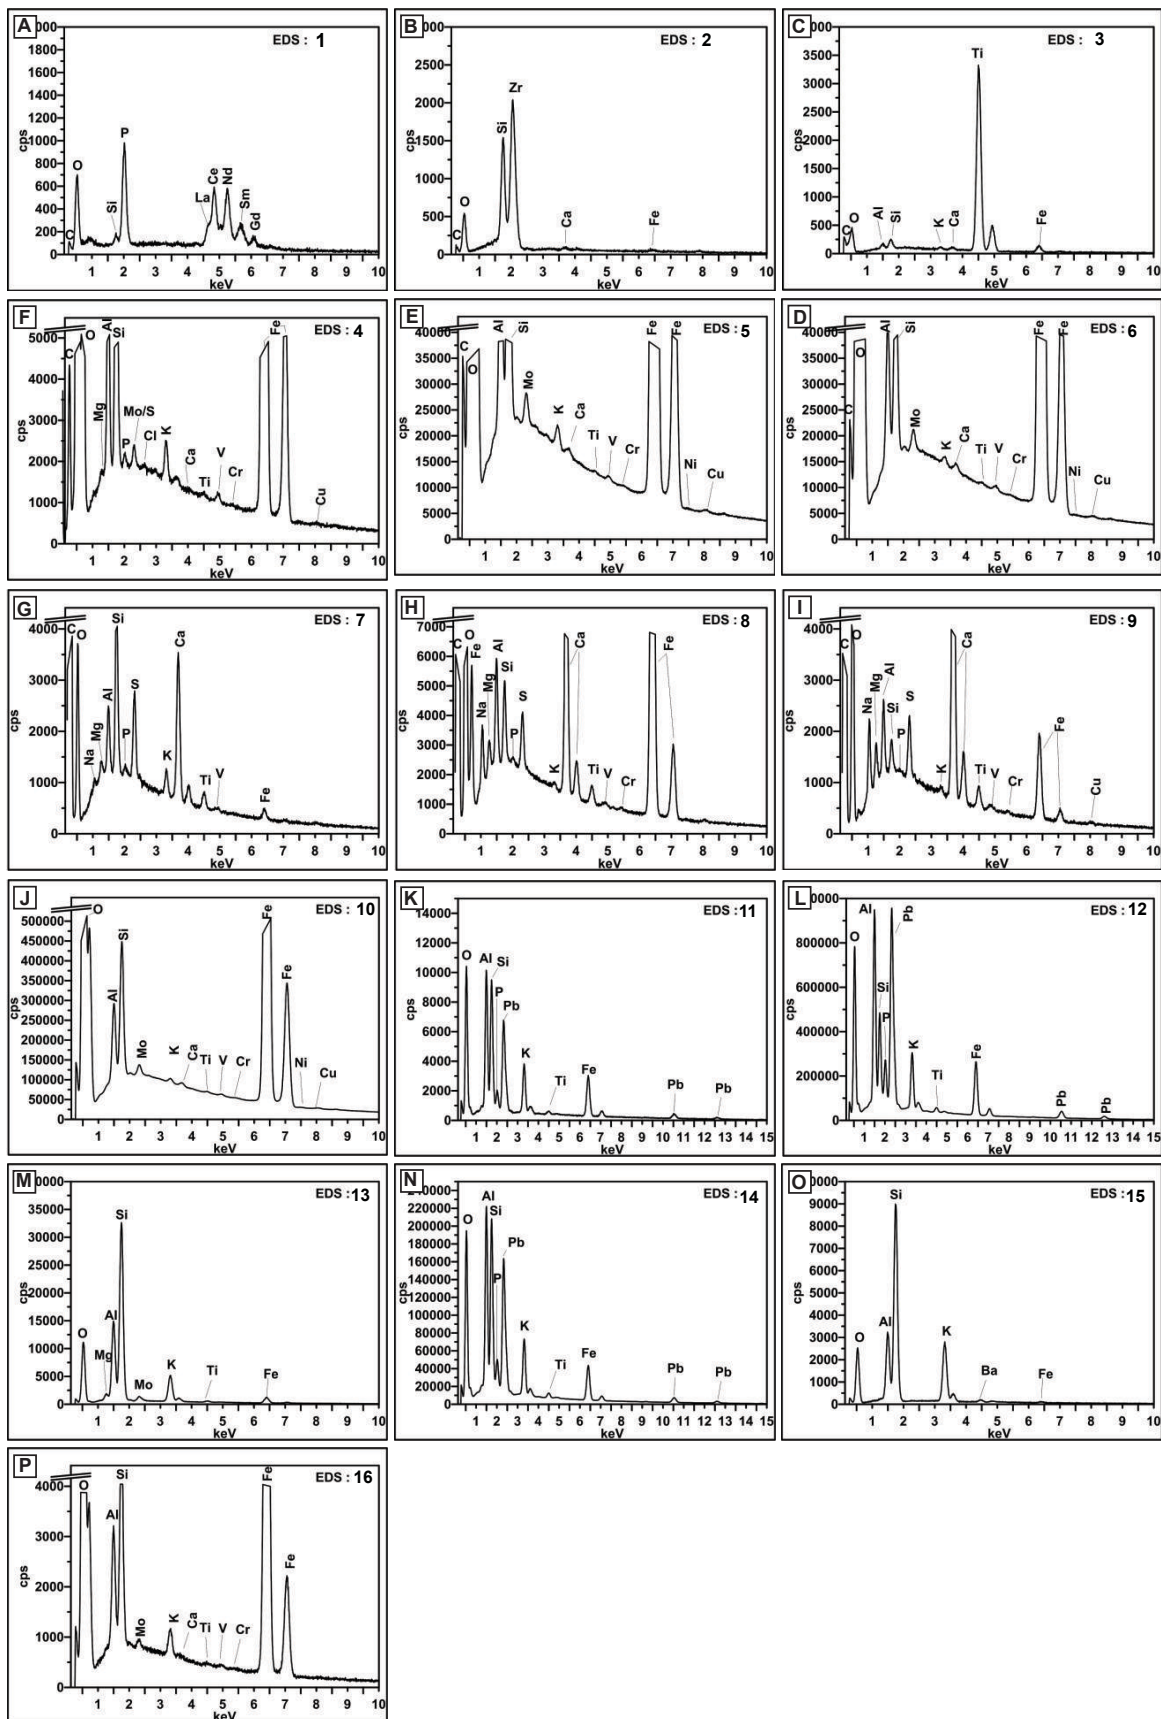 A
EDS : 1
2000
1800
1600
1400
1200
1000
800
600
400
200
0
cps
C
O
Si
P
La
Ce
Nd
Sm
Gd
1 2 3 4 5 6 7 8 9 10
keV
B
EDS : 2
3000
2500
2000
1500
1000
500
0
cps
C
O
Si
Zr
Ca
Fe
1 2 3 4 5 6 7 8 9 10
keV
C
EDS : 3
3500
3000
2500
2000
1500
1000
500
0
cps
C
O
Al
Si
K
Ca
Ti
Fe
1 2 3 4 5 6 7 8 9 10
keV
F
EDS : 4
5000
4000
3000
2000
1000
0
cps
C
O
Mg
Al
Si
P
Mo/S
Cl
K
Ca
Ti
V
Cr
Fe
Cu
1 2 3 4 5 6 7 8 9 10
keV
E
EDS : 5
40000
35000
30000
25000
20000
15000
10000
5000
0
cps
C
O
Al
Si
Mo
K
Ca
Ti
V
Cr
Fe
Fe
Ni
Cu
1 2 3 4 5 6 7 8 9 10
keV
D
EDS : 6
40000
35000
30000
25000
20000
15000
10000
5000
0
cps
C
O
Al
Si
Mo
K
Ca
Ti
V
Cr
Fe
Fe
Ni
Cu
1 2 3 4 5 6 7 8 9 10
keV
G
EDS : 7
4000
3000
2000
1000
0
cps
C
O
Na
Mg
Al
Si
P
S
K
Ca
Ti
V
Fe
1 2 3 4 5 6 7 8 9 10
keV
H
EDS : 8
7000
6000
5000
4000
3000
2000
1000
0
cps
C
O
Fe
Na
Mg
Al
Si
P
S
K
Ca
Ti
V
Cr
Fe
1 2 3 4 5 6 7 8 9 10
keV
I
EDS : 9
4000
3000
2000
1000
0
cps
C
O
Na
Mg
Al
Si
P
S
K
Ca
Ti
V
Cr
Fe
Cu
1 2 3 4 5 6 7 8 9 10
keV
J
EDS : 10
500000
450000
400000
350000
300000
250000
200000
150000
100000
50000
0
cps
O
Al
Si
Mo
K
Ca
Ti
V
Cr
Fe
Fe
Ni
Cu
1 2 3 4 5 6 7 8 9 10
keV
K
EDS : 11
14000
12000
10000
8000
6000
4000
2000
0
cps
O
Al
Si
P
Pb
K
Ti
Fe
Pb
Pb
1 2 3 4 5 6 7 8 9 10 11 12 13 14 15
keV
L
EDS : 12
800000
600000
400000
200000
0
cps
O
Al
Si
P
Pb
K
Ti
Fe
Pb
Pb
1 2 3 4 5 6 7 8 9 10 11 12 13 14 15
keV
M
EDS : 13
35000
30000
25000
20000
15000
10000
5000
0
cps
O
Mg
Al
Si
Mo
K
Ti
Fe
1 2 3 4 5 6 7 8 9 10
keV
N
EDS : 14
240000
220000
200000
180000
160000
140000
120000
100000
80000
60000
40000
20000
0
cps
O
Al
Si
P
Pb
K
Ti
Fe
Pb
Pb
1 2 3 4 5 6 7 8 9 10 11 12 13 14 15
keV
O
EDS : 15
9000
8000
7000
6000
5000
4000
3000
2000
1000
0
cps
O
Al
Si
K
Ba
Fe
1 2 3 4 5 6 7 8 9 10
keV
P
EDS : 16
4000
3000
2000
1000
0
cps
O
Al
Si
Mo
K
Ca
Ti
V
Cr
Fe
Fe
1 2 3 4 5 6 7 8 9 10
keV